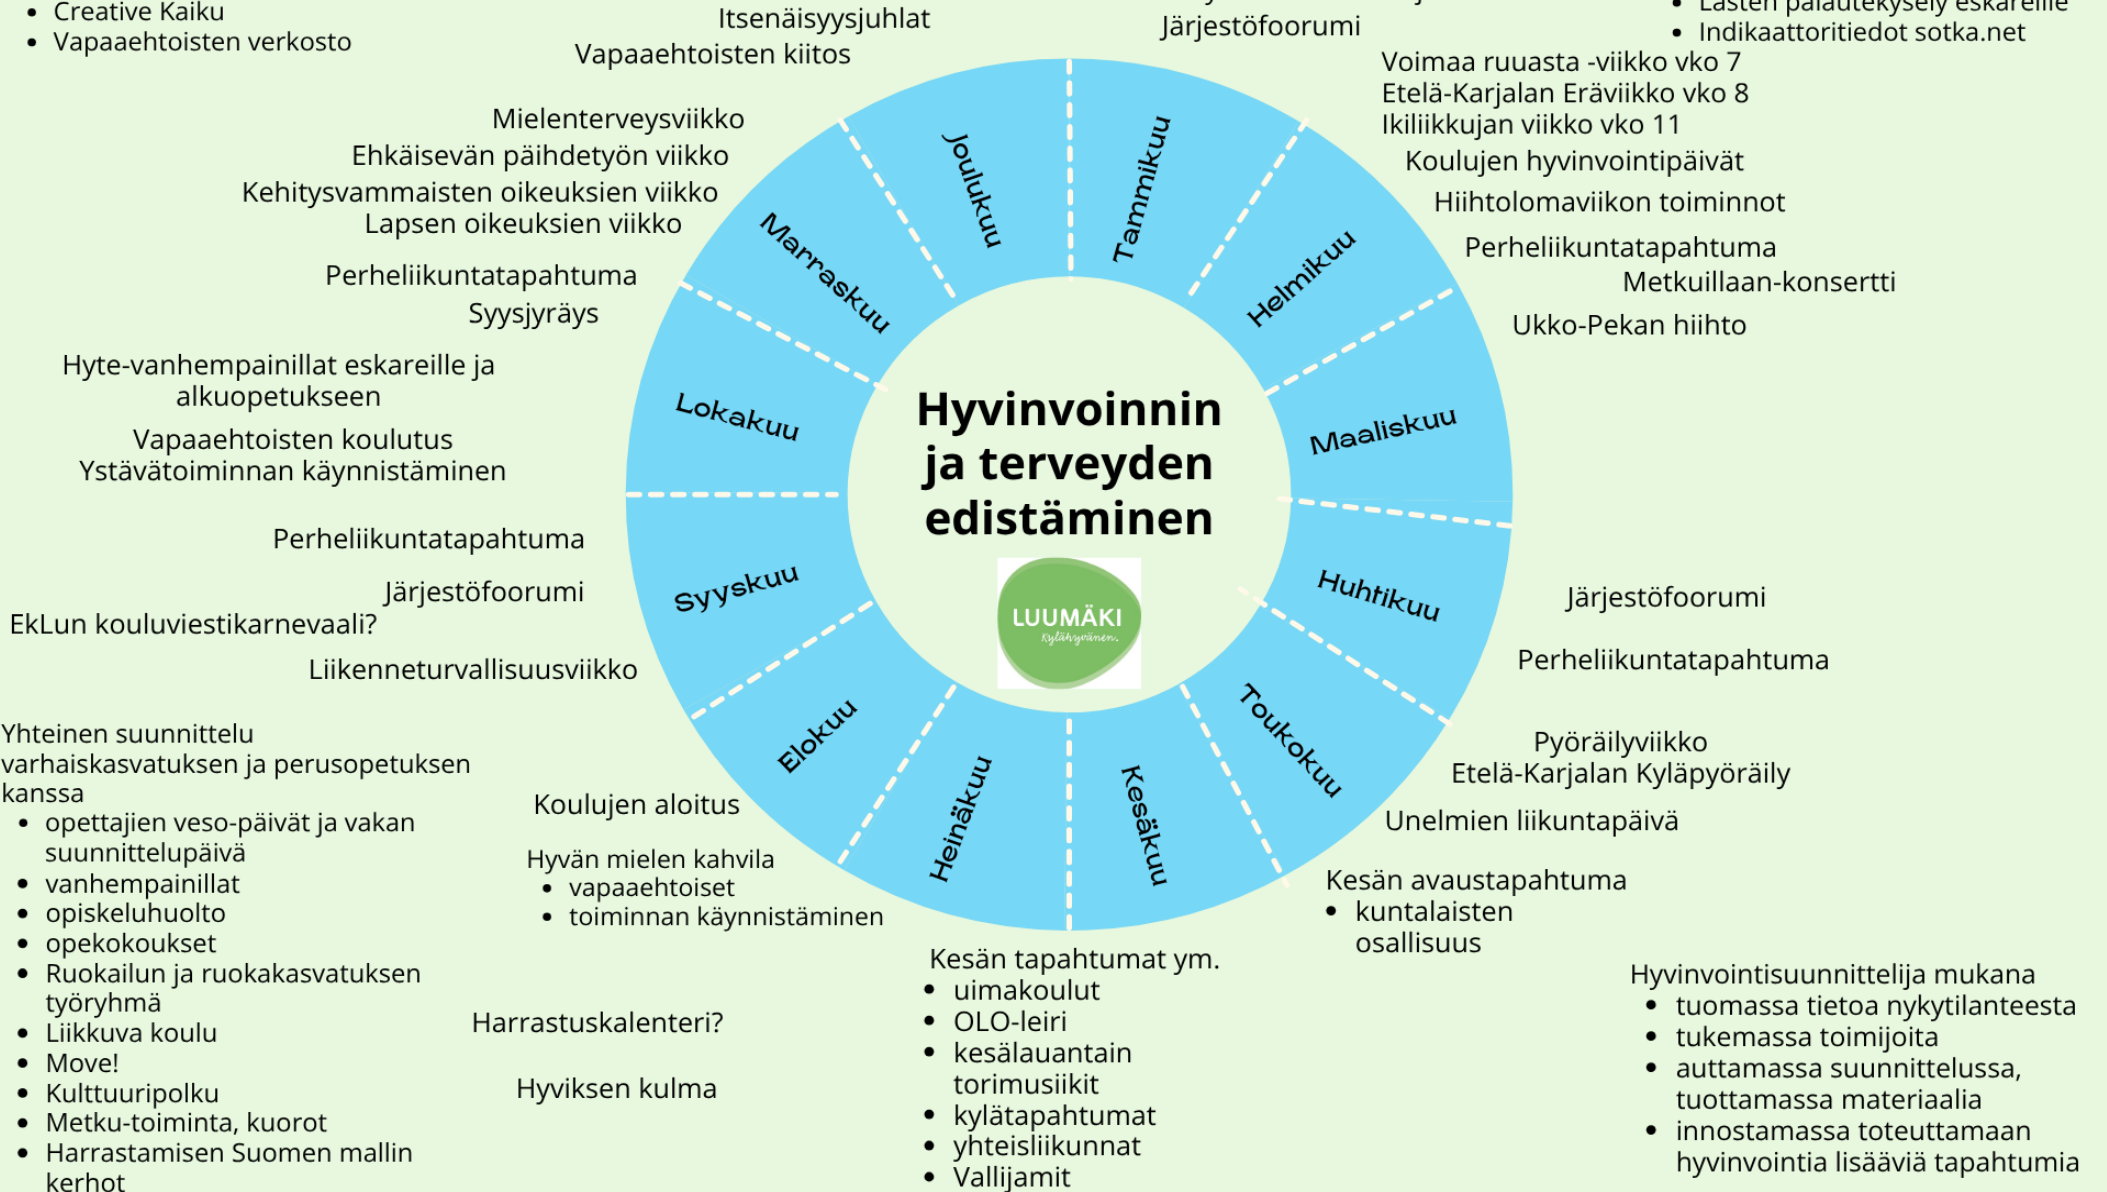 Creative Kaiku
Vapaaehtoisten verkosto
Itsenäisyysjuhlat
Vapaaehtoisten kiitos
Järjestöfoorumi
Lasten palautekysely eskareille
Indikaattoritiedot sotka.net
Voimaa ruuasta -viikko vko 7
Etelä-Karjalan Eräviikko vko 8
Ikiliikkujan viikko vko 11
Koulujen hyvinvointipäivät
Hiihtolomaviikon toiminnot
Perheliikuntatapahtuma
Metkuillaan-konsertti
Ukko-Pekan hiihto
Mielenterveysviikko
Ehkäisevän päihdetyön viikko
Kehitysvammaisten oikeuksien viikko
Lapsen oikeuksien viikko
Perheliikuntatapahtuma
Syysjyräys
Hyte-vanhempainillat eskareille ja
alkuopetukseen
Vapaaehtoisten koulutus
Ystävätoiminnan käynnistäminen
Perheliikuntatapahtuma
Järjestöfoorumi
EkLun kouluviestikarnevaali?
Liikenneturvallisuusviikko
Tammikuu
Helmikuu
Maaliskuu
Huhtikuu
Toukokuu
Kesäkuu
Heinäkuu
Elokuu
Syyskuu
Lokakuu
Marraskuu
Joulukuu
Hyvinvoinnin
ja terveyden
edistäminen
LUUMÄKI
Kylähyvänen.
Järjestöfoorumi
Perheliikuntatapahtuma
Pyöräilyviikko
Etelä-Karjalan Kyläpyöräily
Unelmien liikuntapäivä
Kesän avaustapahtuma
kuntalaisten
osallisuus
Yhteinen suunnittelu
varhaiskasvatuksen ja perusopetuksen
kanssa
opettajien veso-päivät ja vakan
suunnittelupäivä
vanhempainillat
opiskeluhuolto
opekokoukset
Ruokailun ja ruokakasvatuksen
työryhmä
Liikkuva koulu
Move!
Kulttuuripolku
Metku-toiminta, kuorot
Harrastamisen Suomen mallin
kerhot
Koulujen aloitus
Hyvän mielen kahvila
vapaaehtoiset
toiminnan käynnistäminen
Harrastuskalenteri?
Hyviksen kulma
Kesän tapahtumat ym.
uimakoulut
OLO-leiri
kesälauantain
torimusiikit
kylätapahtumat
yhteisliikunnat
Vallijamit
Hyvinvointisuunnittelija mukana
tuomassa tietoa nykytilanteesta
tukemassa toimijoita
auttamassa suunnittelussa,
tuottamassa materiaalia
innostamassa toteuttamaan
hyvinvointia lisääviä tapahtumia